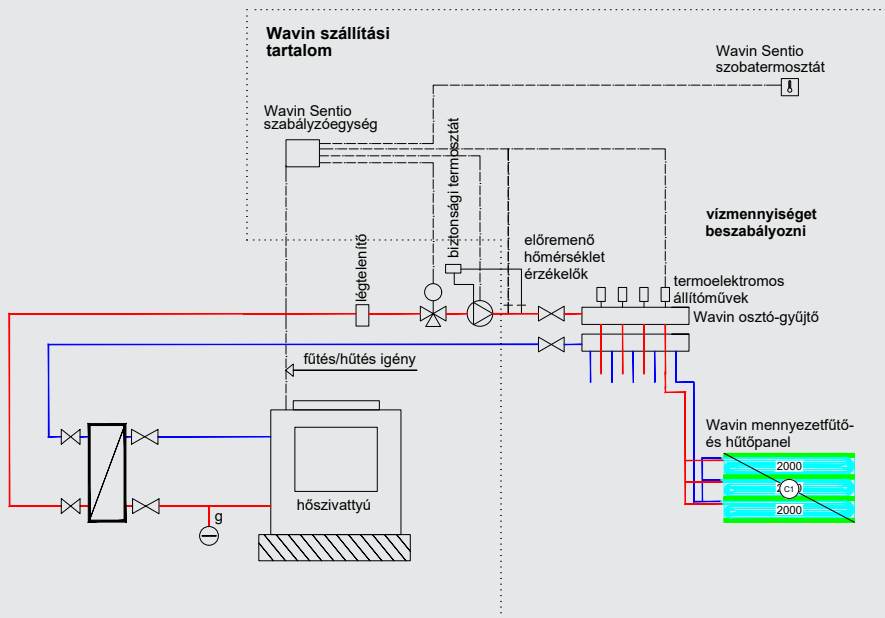 Wavin szállítási
tartalom
Wavin Sentio
szobatermosztát
Wavin Sentio
szabályzóegység
biztonsági termosztát
légtelenítő
vízmennyiséget
beszabályozni
előremenő
hőmérséklet
érzékelők
termoelektromos
állítóművek
Wavin osztó-gyűjtő
fűtés/hűtés igény
Wavin mennyezetfűtő-
és hűtőpanel
2000
C1
2000
hőszivattyú
g